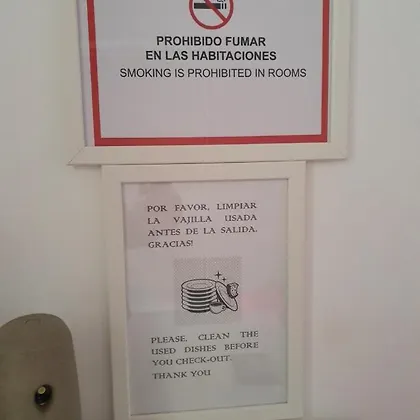 PROHIBIDO FUMAR
EN LAS HABITACIONES
SMOKING IS PROHIBITED IN ROOMS
POR FAVOR, LIMPIAR
LA VAJILLA USADA
ANTES DE LA SALIDA.
GRACIAS!
PLEASE, CLEAN THE
USED DISHES BEFORE
YOU CHECK-OUT.
THANK YOU